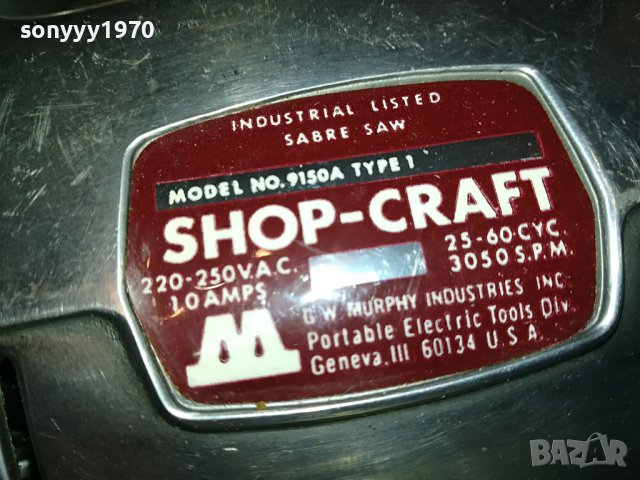 sonyyy1970
INDUSTRIAL LISTED
SABRE SAW
MODEL NO. 9150A TYPE 1
SHOP-CRAFT
220-250V.A.C. 25-60-CYC.
1.0 AMPS 3050 S.P.M.
M
G W MURPHY INDUSTRIES INC
Portable Electric Tools Div.
Geneva, Ill 60134 U.S.A.
BAZAR